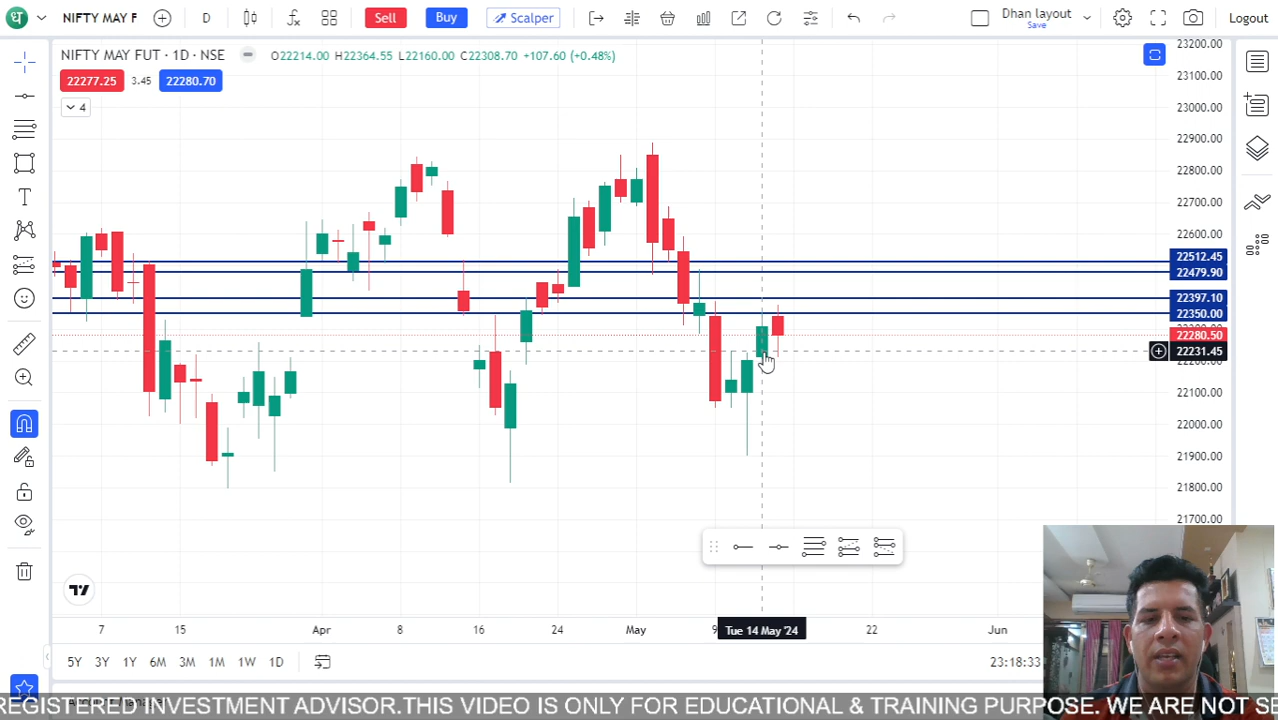 धा
NIFTY MAY F
D
Sell
Buy
Scalper
Dhan layout
Save
Logout
NIFTY MAY FUT · 1D · NSE
O22214.00 H22364.55 L22160.00 C22308.70 +107.60 (+0.48%)
22277.25
3.45
22280.70
4
23200.00
23100.00
23000.00
22900.00
22800.00
22700.00
22600.00
22512.45
22479.90
22397.10
22350.00
22280.50
22231.45
22100.00
22000.00
21900.00
21800.00
21700.00
7
15
Apr
8
16
24
May
9
Tue 14 May '24
22
Jun
5Y
3Y
1Y
6M
3M
1M
1W
1D
23:18:33
REGISTERED INVESTMENT ADVISOR.THIS VIDEO IS ONLY FOR EDUCATIONAL & TRAINING PURPOSE. WE ARE NOT SE